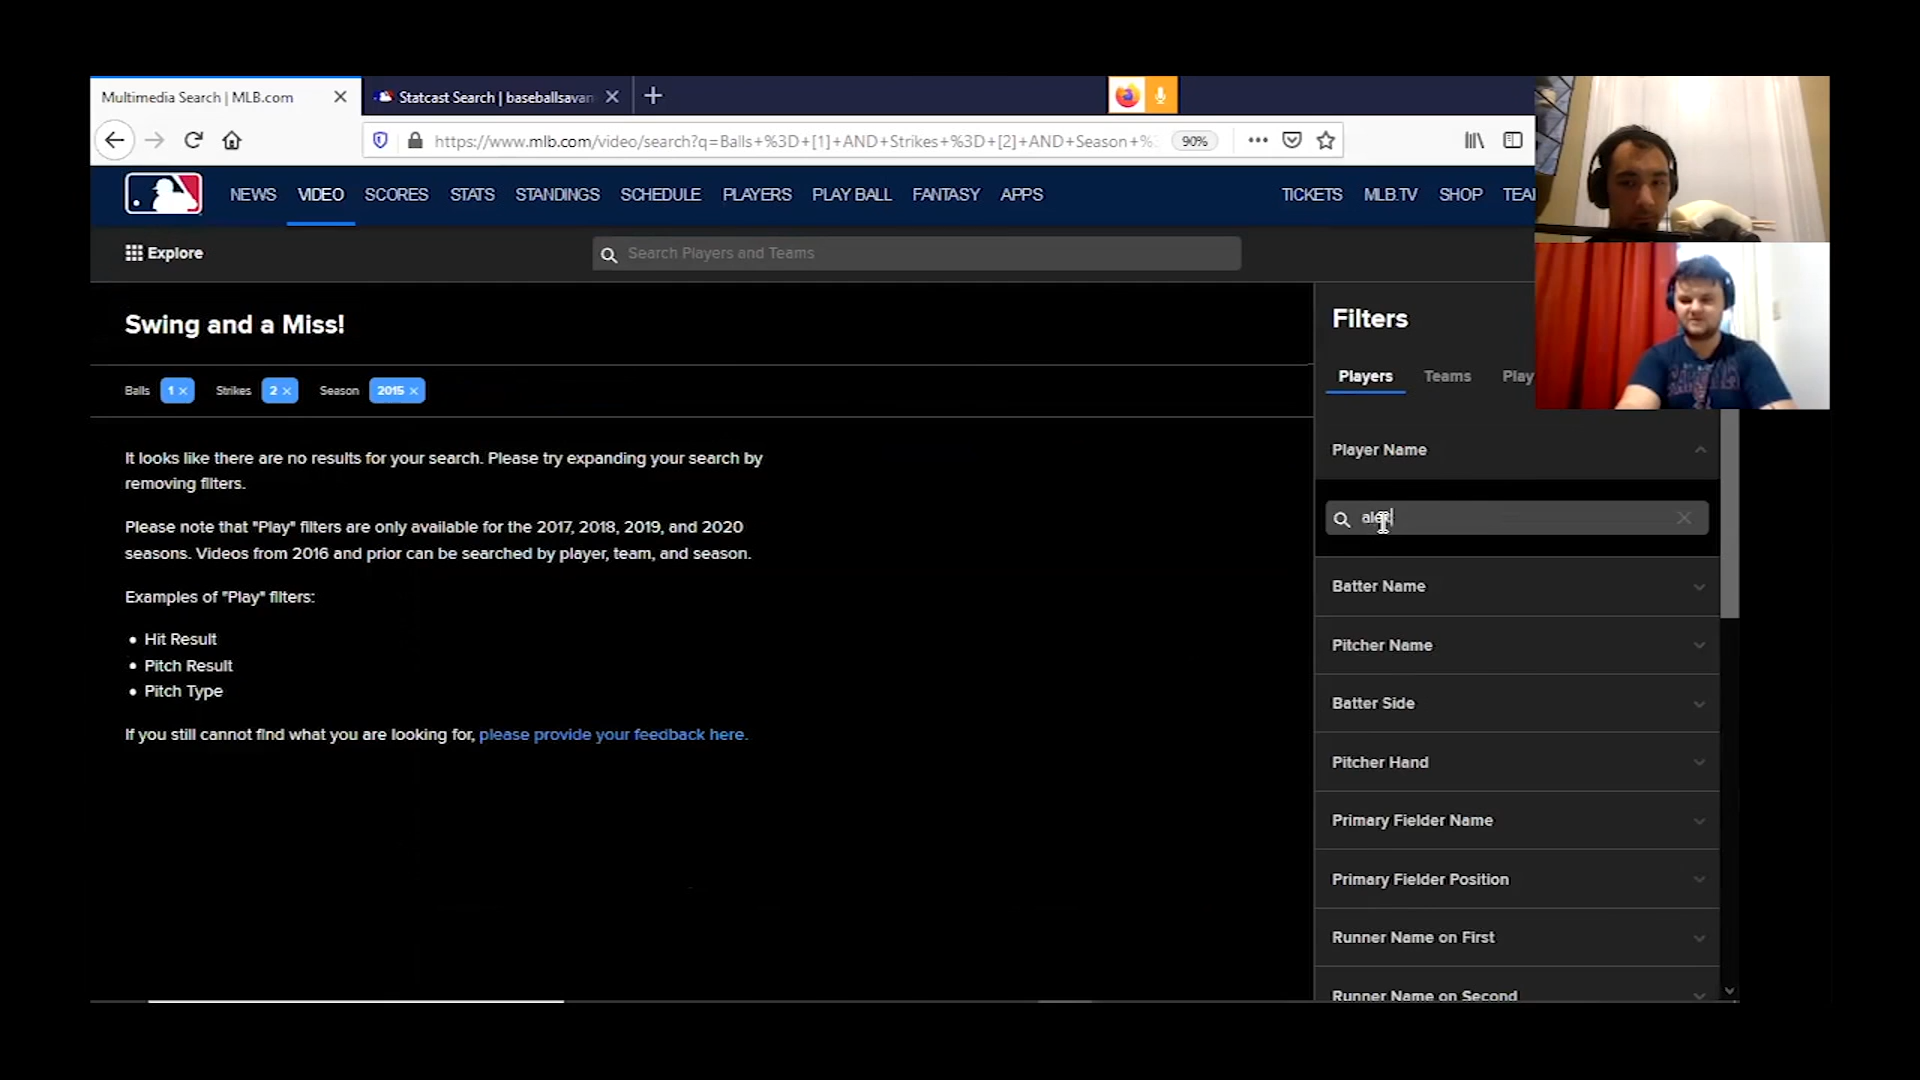 Multimedia Search | MLB.com
Statcast Search | baseballsavan
https://www.mlb.com/video/search?q=Balls+%3D+[1]+AND+Strikes+%3D+[2]+AND+Season+%
90%
NEWS VIDEO SCORES STATS STANDINGS SCHEDULE PLAYERS PLAY BALL FANTASY APPS TICKETS MLB.TV SHOP TEA
Explore
Search Players and Teams
Swing and a Miss!
Balls 1 × Strikes 2 × Season 2015 ×
It looks like there are no results for your search. Please try expanding your search by
removing filters.
Please note that "Play" filters are only available for the 2017, 2018, 2019, and 2020
seasons. Videos from 2016 and prior can be searched by player, team, and season.
Examples of "Play" filters:
• Hit Result
• Pitch Result
• Pitch Type
If you still cannot find what you are looking for, please provide your feedback here.
Filters
Players Teams Play
Player Name
Batter Name
Pitcher Name
Batter Side
Pitcher Hand
Primary Fielder Name
Primary Fielder Position
Runner Name on First
Runner Name on Second